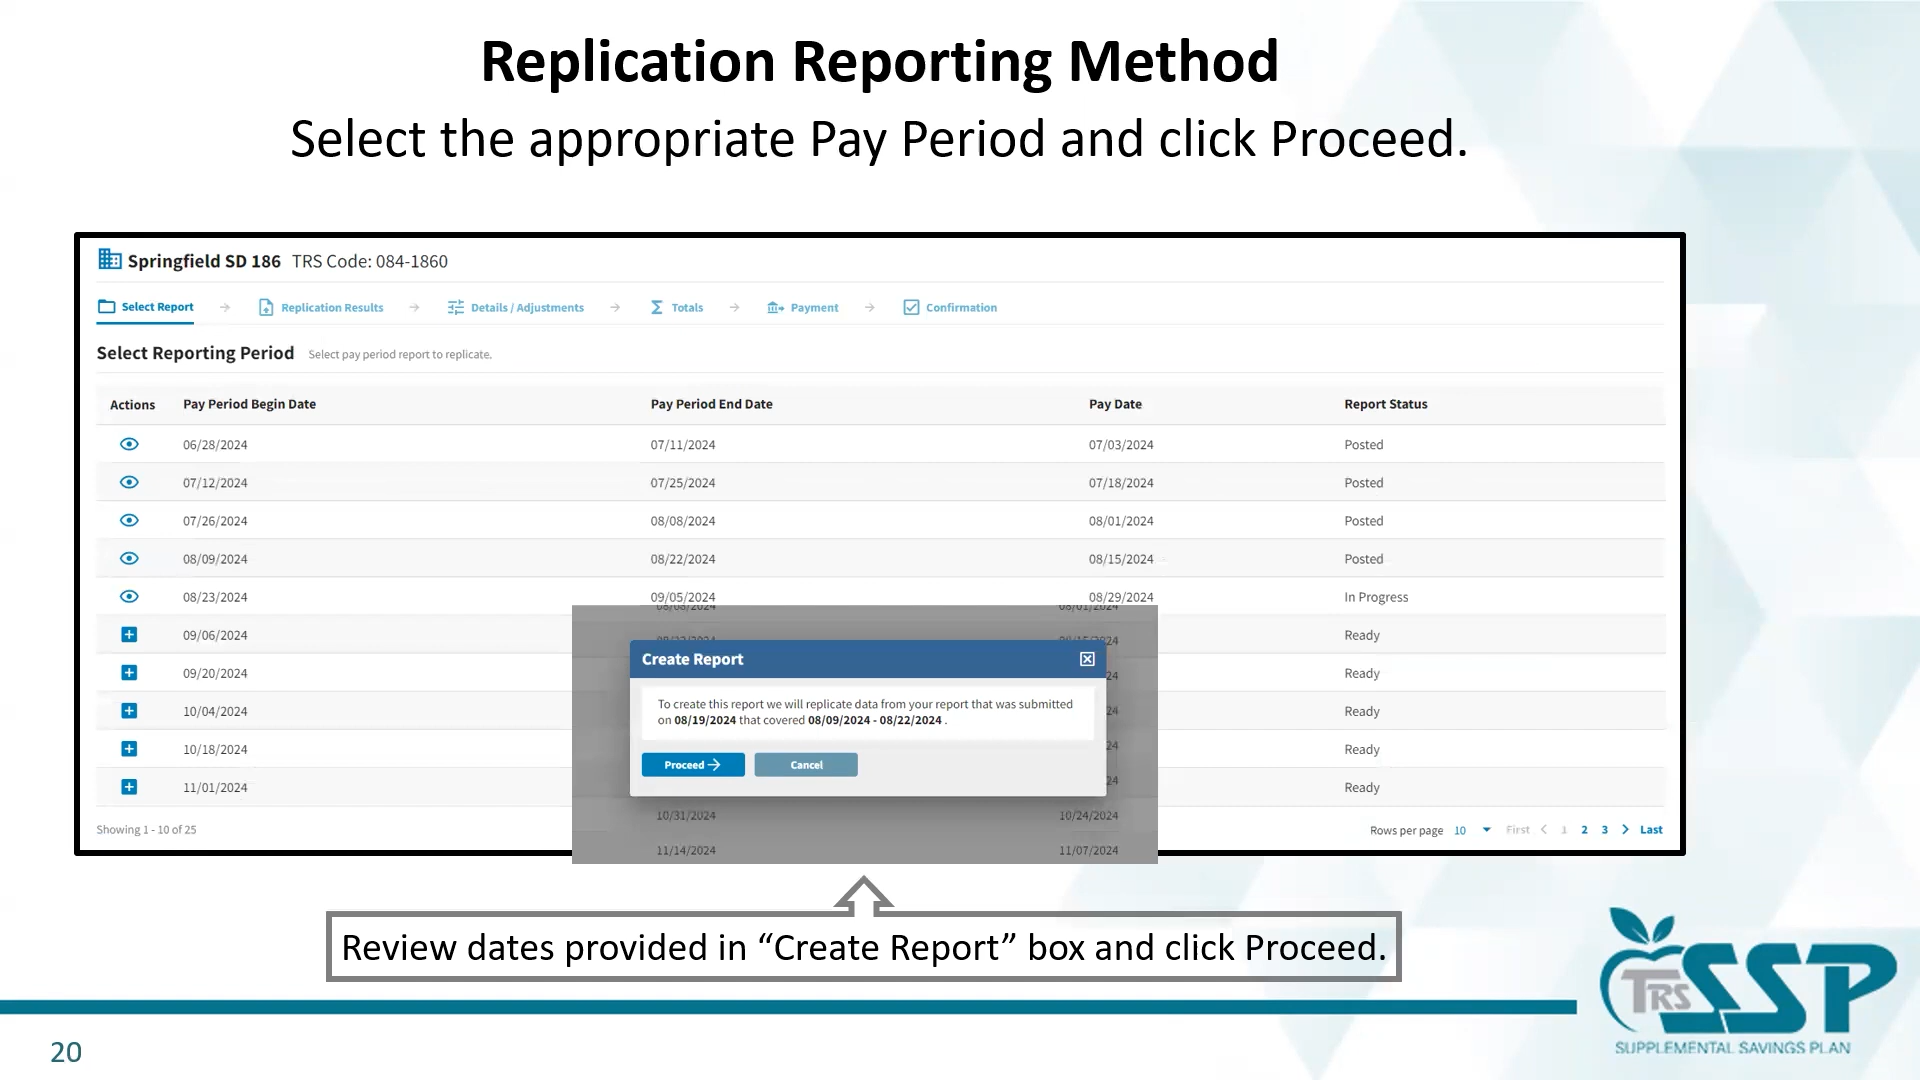 Replication Reporting Method
Select the appropriate Pay Period and click Proceed.
Springfield SD 186 TRS Code: 084-1860
Select Report Replication Results Details / Adjustments Totals Payment Confirmation
Select Reporting Period Select pay period report to replicate.
Actions Pay Period Begin Date Pay Period End Date Pay Date Report Status
06/28/2024 07/11/2024 07/03/2024 Posted
07/12/2024 07/25/2024 07/18/2024 Posted
07/26/2024 08/08/2024 08/01/2024 Posted
08/09/2024 08/22/2024 08/15/2024 Posted
08/23/2024 09/05/2024 08/29/2024 In Progress
08/08/2024 08/01/2024
09/06/2024 Ready
09/20/2024 Ready
10/04/2024 Ready
10/18/2024 Ready
11/01/2024 Ready
Create Report
To create this report we will replicate data from your report that was submitted
on 08/19/2024 that covered 08/09/2024 - 08/22/2024 .
Proceed Cancel
10/31/2024 10/24/2024
11/14/2024 11/07/2024
Showing 1 - 10 of 25 Rows per page 10 First 1 2 3 Last
Review dates provided in “Create Report” box and click Proceed.
TRS SSP
SUPPLEMENTAL SAVINGS PLAN
20